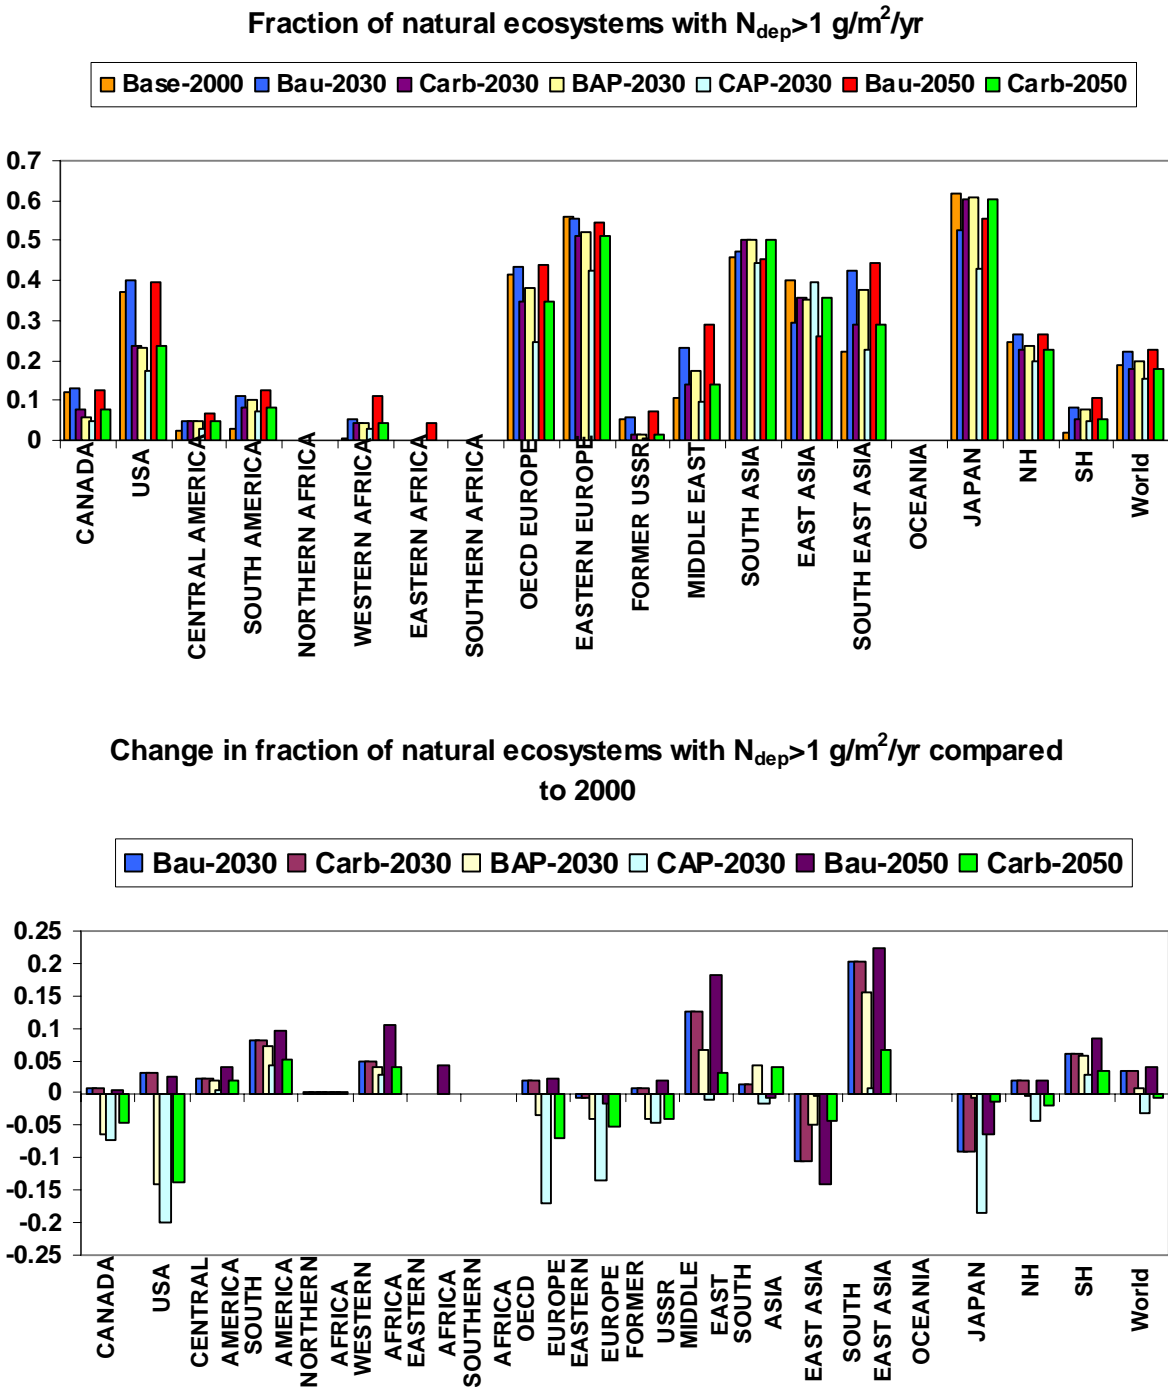 Fraction of natural ecosystems with Ndep>1 g/m2/yr
Base-2000 Bau-2030 Carb-2030 BAP-2030 CAP-2030 Bau-2050 Carb-2050
0.7
0.6
0.5
0.4
0.3
0.2
0.1
0
CANADA
USA
CENTRAL AMERICA
SOUTH AMERICA
NORTHERN AFRICA
WESTERN AFRICA
EASTERN AFRICA
SOUTHERN AFRICA
OECD EUROPE
EASTERN EUROPE
FORMER USSR
MIDDLE EAST
SOUTH ASIA
EAST ASIA
SOUTH EAST ASIA
OCEANIA
JAPAN
NH
SH
World
Change in fraction of natural ecosystems with Ndep>1 g/m2/yr compared
to 2000
Bau-2030 Carb-2030 BAP-2030 CAP-2030 Bau-2050 Carb-2050
0.25
0.2
0.15
0.1
0.05
0
-0.05
-0.1
-0.15
-0.2
-0.25
CANADA
USA
CENTRAL
AMERICA
SOUTH
AMERICA
NORTHERN
AFRICA
WESTERN
AFRICA
EASTERN
AFRICA
SOUTHERN
AFRICA
OECD
EUROPE
EASTERN
EUROPE
FORMER
USSR
MIDDLE
EAST
SOUTH
ASIA
EAST ASIA
SOUTH
EAST ASIA
OCEANIA
JAPAN
NH
SH
World